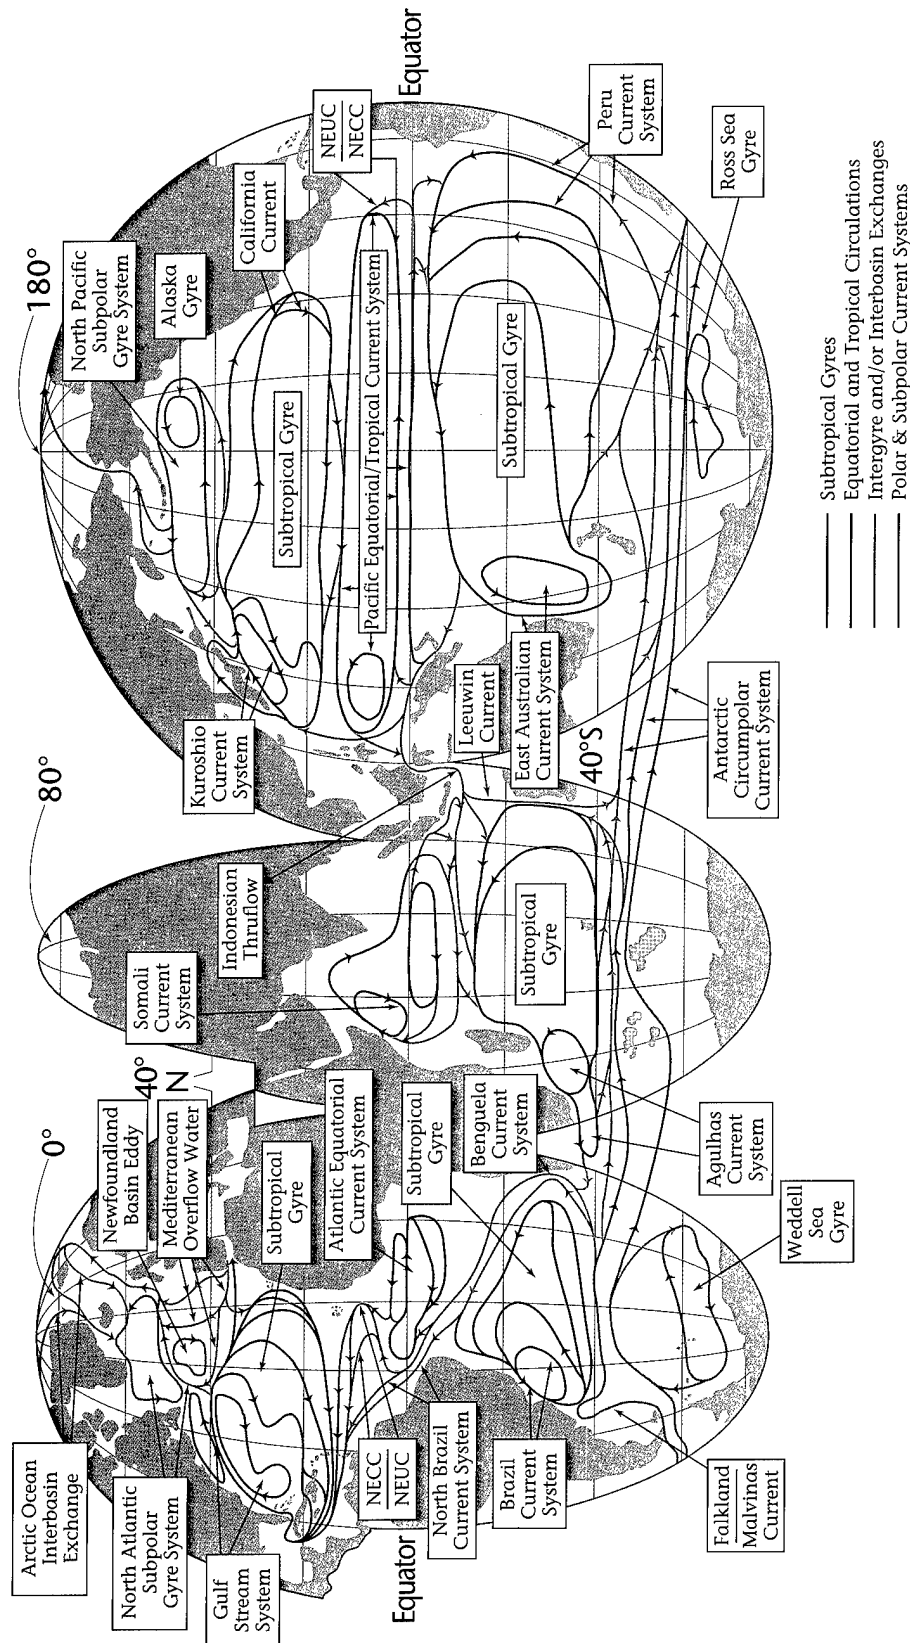 0°
80°
180°
Arctic Ocean
Interbasin
Exchange
North Atlantic
Subpolar
Gyre System
Gulf
Stream
System
Newfoundland
Basin Eddy
Mediterranean
Overflow Water
40°
N
Subtropical
Gyre
Atlantic Equatorial
Current System
Subtropical
Gyre
Benguela
Current
System
Equator
NECC
NEUC
North Brazil
Current System
Brazil
Current
System
Falkland
Malvinas
Current
Weddell
Sea
Gyre
Agulhas
Current
System
Somali
Current
System
Indonesian
Thruflow
Subtropical
Gyre
Kuroshio
Current
System
Leeuwin
Current
East Australian
Current System
40°S
Antarctic
Circumpolar
Current System
North Pacific
Subpolar
Gyre System
Alaska
Gyre
California
Current
Subtropical Gyre
Pacific Equatorial/Tropical Current System
NEUC
NECC
Equator
Subtropical Gyre
Peru
Current
System
Ross Sea
Gyre
Subtropical Gyres
Equatorial and Tropical Circulations
Intergyre and/or Interbasin Exchanges
Polar & Subpolar Current Systems